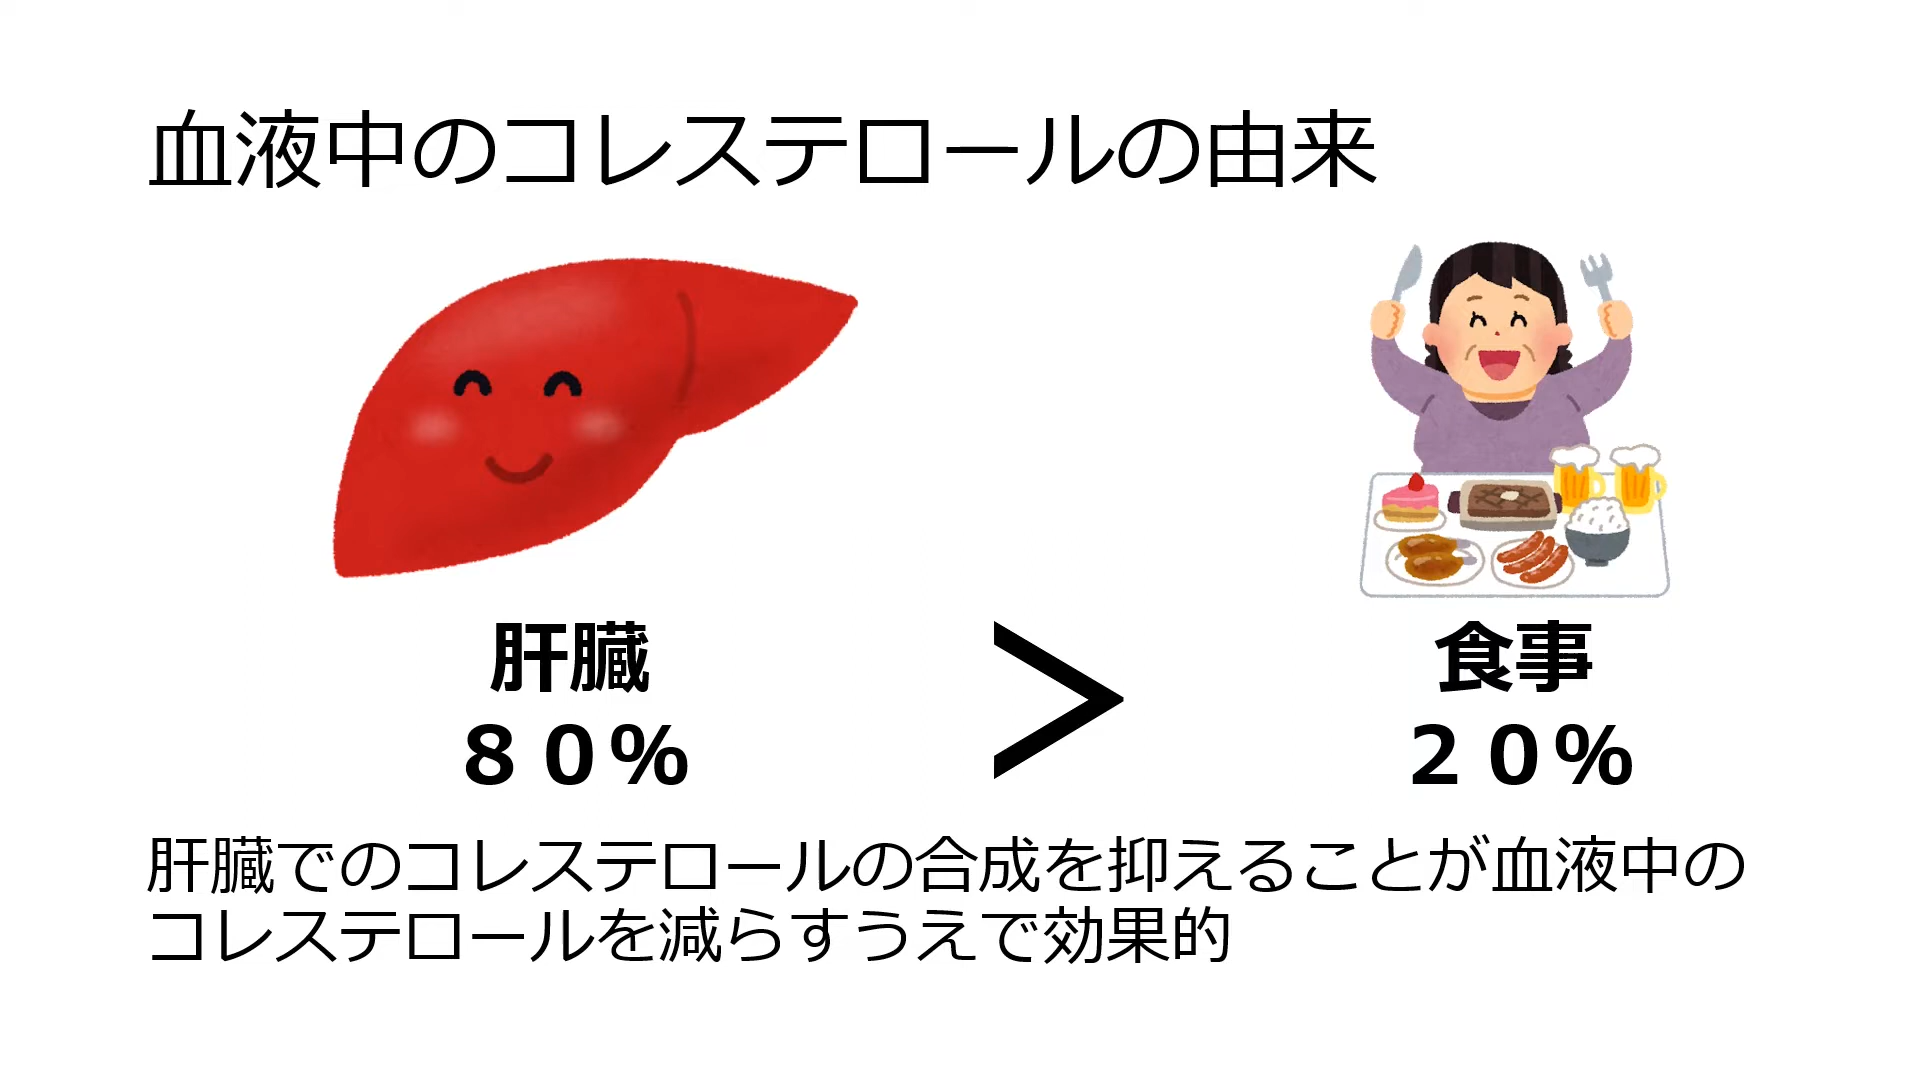 血液中のコレステロールの由来
肝臓
８０%
＞
食事
２０%
肝臓でのコレステロールの合成を抑えることが血液中の
コレステロールを減らすうえで効果的